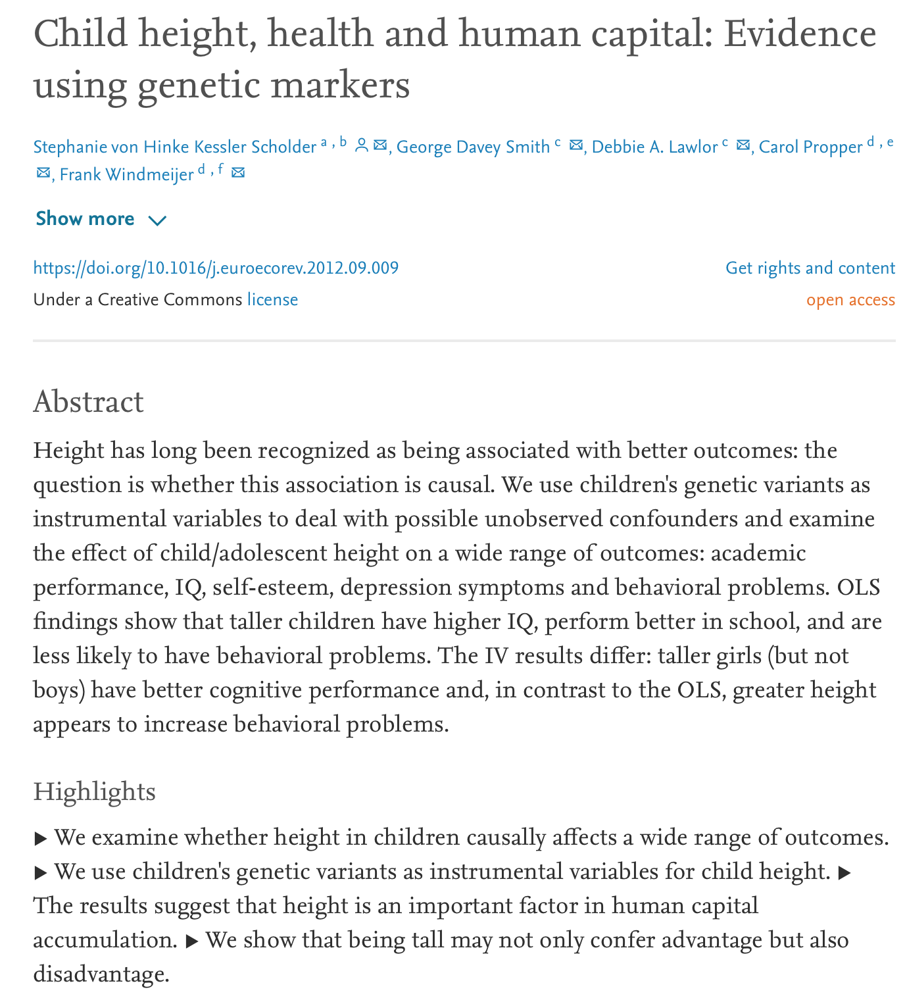 Child height, health and human capital: Evidence
using genetic markers
Stephanie von Hinke Kessler Scholder a , b , George Davey Smith c , Debbie A. Lawlor c , Carol Propper d , e
, Frank Windmeijer d , f
Show more
https://doi.org/10.1016/j.euroecorev.2012.09.009 Get rights and content
Under a Creative Commons license open access
Abstract
Height has long been recognized as being associated with better outcomes: the
question is whether this association is causal. We use children's genetic variants as
instrumental variables to deal with possible unobserved confounders and examine
the effect of child/adolescent height on a wide range of outcomes: academic
performance, IQ, self-esteem, depression symptoms and behavioral problems. OLS
findings show that taller children have higher IQ, perform better in school, and are
less likely to have behavioral problems. The IV results differ: taller girls (but not
boys) have better cognitive performance and, in contrast to the OLS, greater height
appears to increase behavioral problems.
Highlights
► We examine whether height in children causally affects a wide range of outcomes.
► We use children's genetic variants as instrumental variables for child height. ►
The results suggest that height is an important factor in human capital
accumulation. ► We show that being tall may not only confer advantage but also
disadvantage.